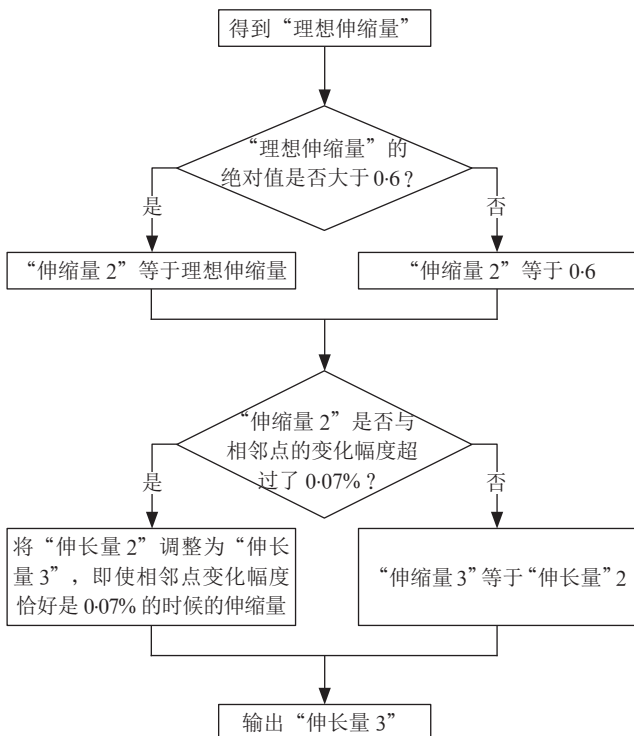 得到“理想伸缩量”
“理想伸缩量”的
绝对值是否大于0·6？
是
否
“伸缩量2”等于理想伸缩量
“伸缩量2”等于0·6
“伸缩量2”是否与
相邻点的变化幅度超
过了0·07%？
是
否
将“伸长量2”调整为“伸长
量3”，即使相邻点变化幅度
恰好是0·07%的时候的伸缩量
“伸缩量3”等于“伸长量”2
输出“伸长量3”